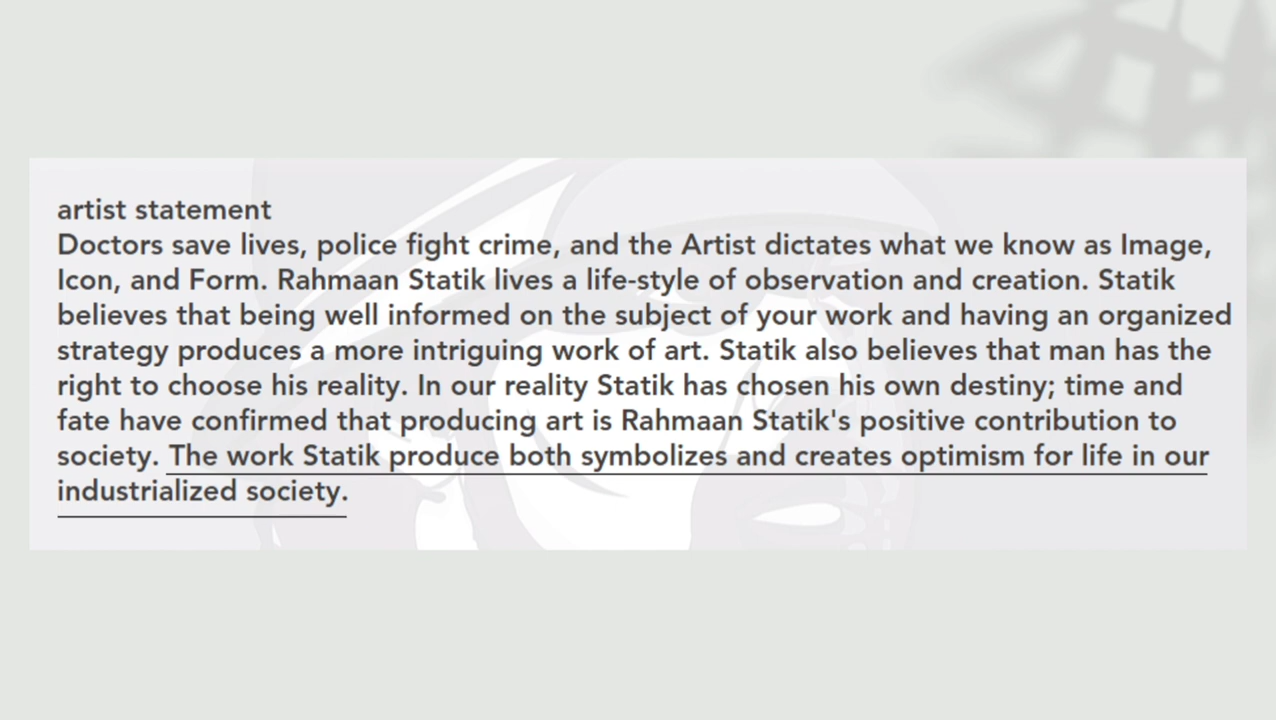 artist statement
Doctors save lives, police fight crime, and the Artist dictates what we know as Image,
Icon, and Form. Rahmaan Statik lives a life-style of observation and creation. Statik
believes that being well informed on the subject of your work and having an organized
strategy produces a more intriguing work of art. Statik also believes that man has the
right to choose his reality. In our reality Statik has chosen his own destiny; time and
fate have confirmed that producing art is Rahmaan Statik's positive contribution to
society. The work Statik produce both symbolizes and creates optimism for life in our
industrialized society.